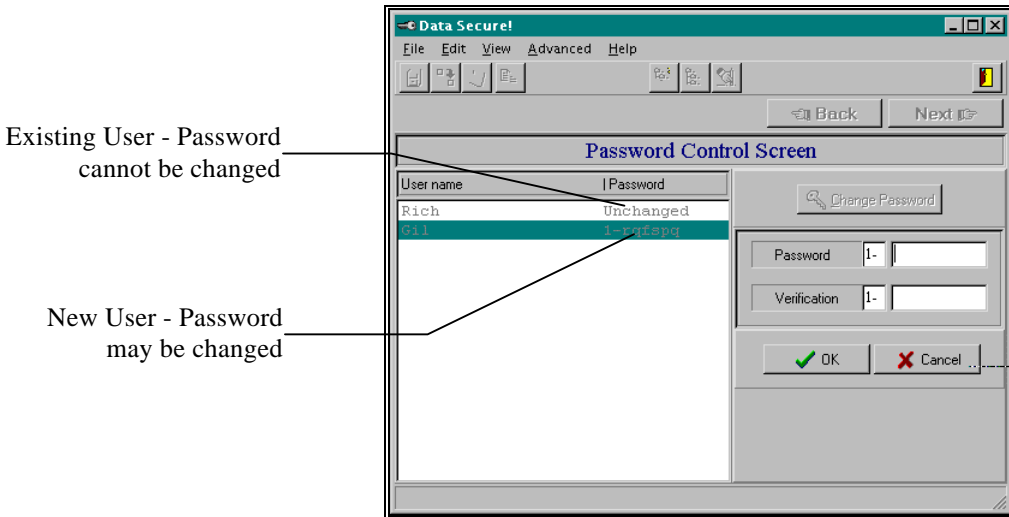 Data Secure!
File Edit View Advanced Help
Back Next
Password Control Screen
Existing User - Password
cannot be changed
User name | Password
Change Password
Rich Unchanged
Gil 1-rqfspq
Password 1-
Verification 1-
New User - Password
may be changed
OK Cancel